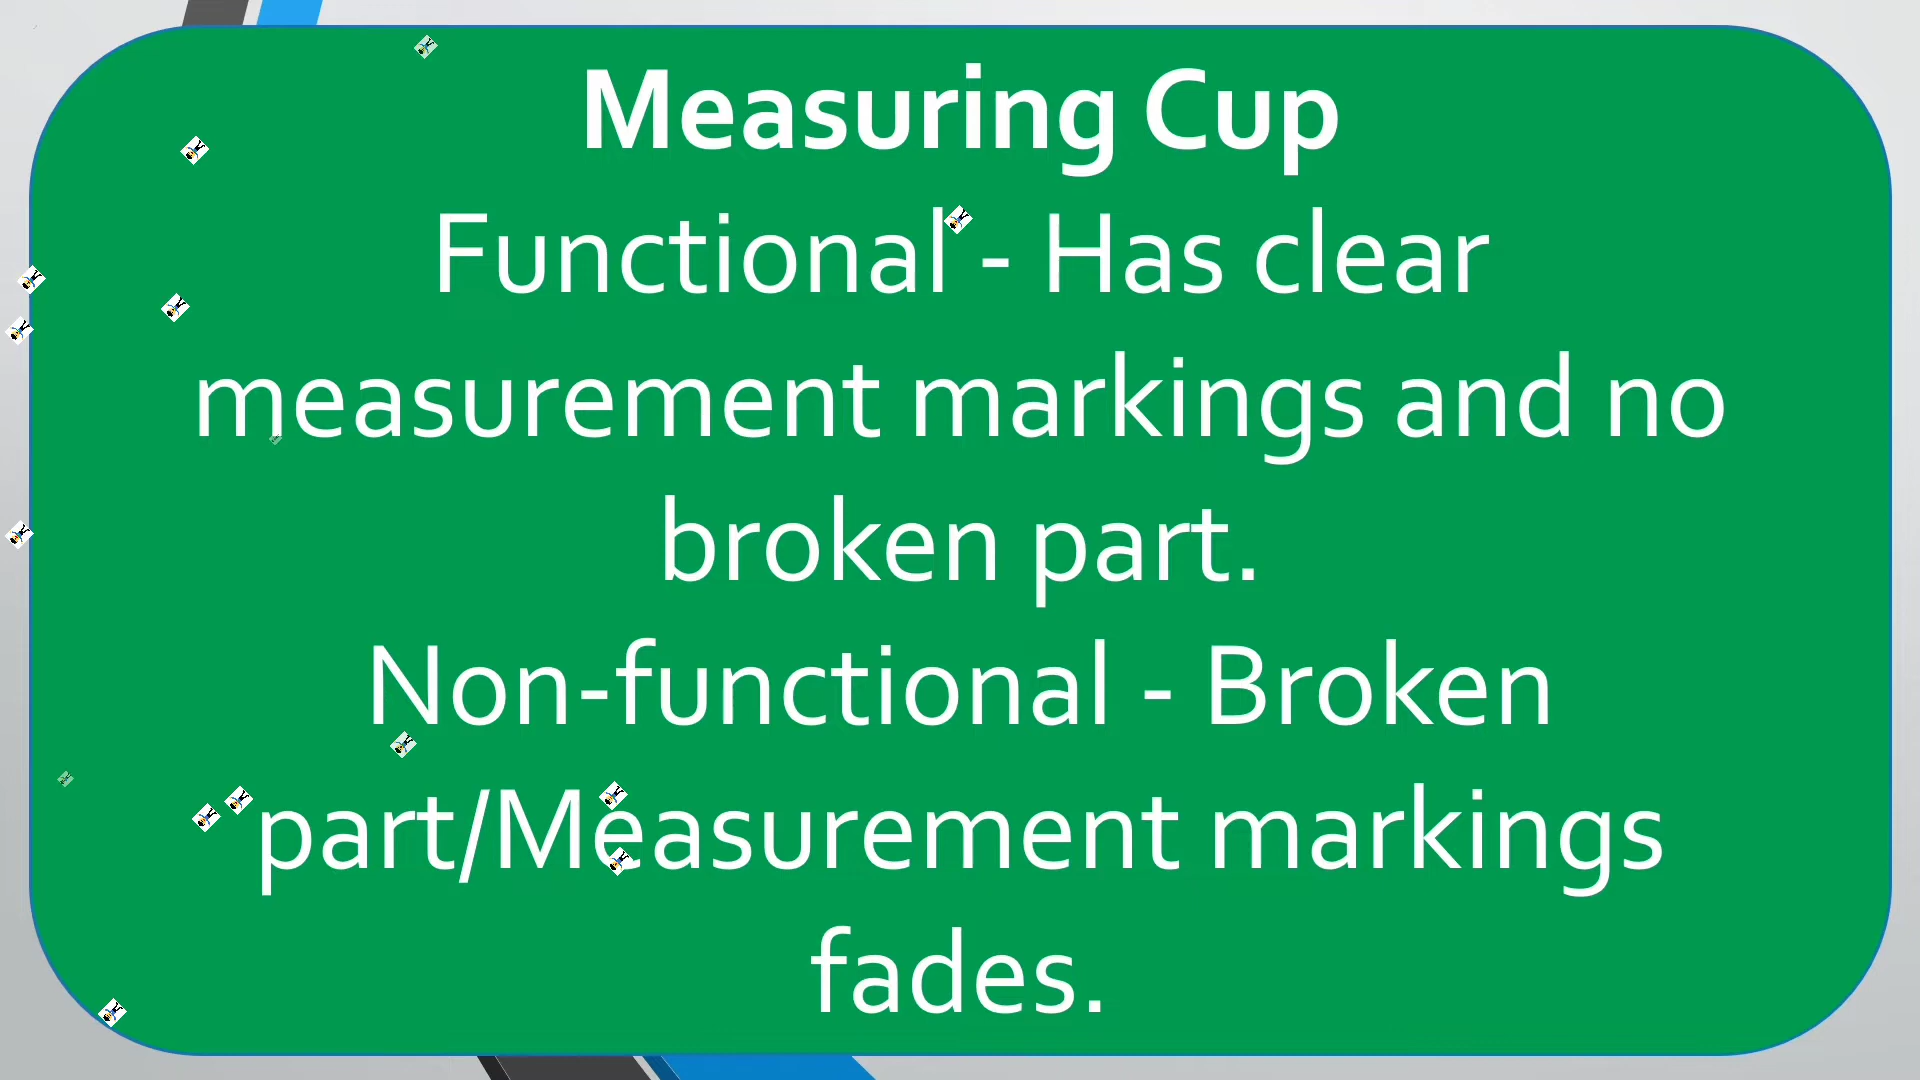 Measuring Cup
Functional - Has clear
measurement markings and no
broken part.
Non-functional - Broken
part/Measurement markings
fades.